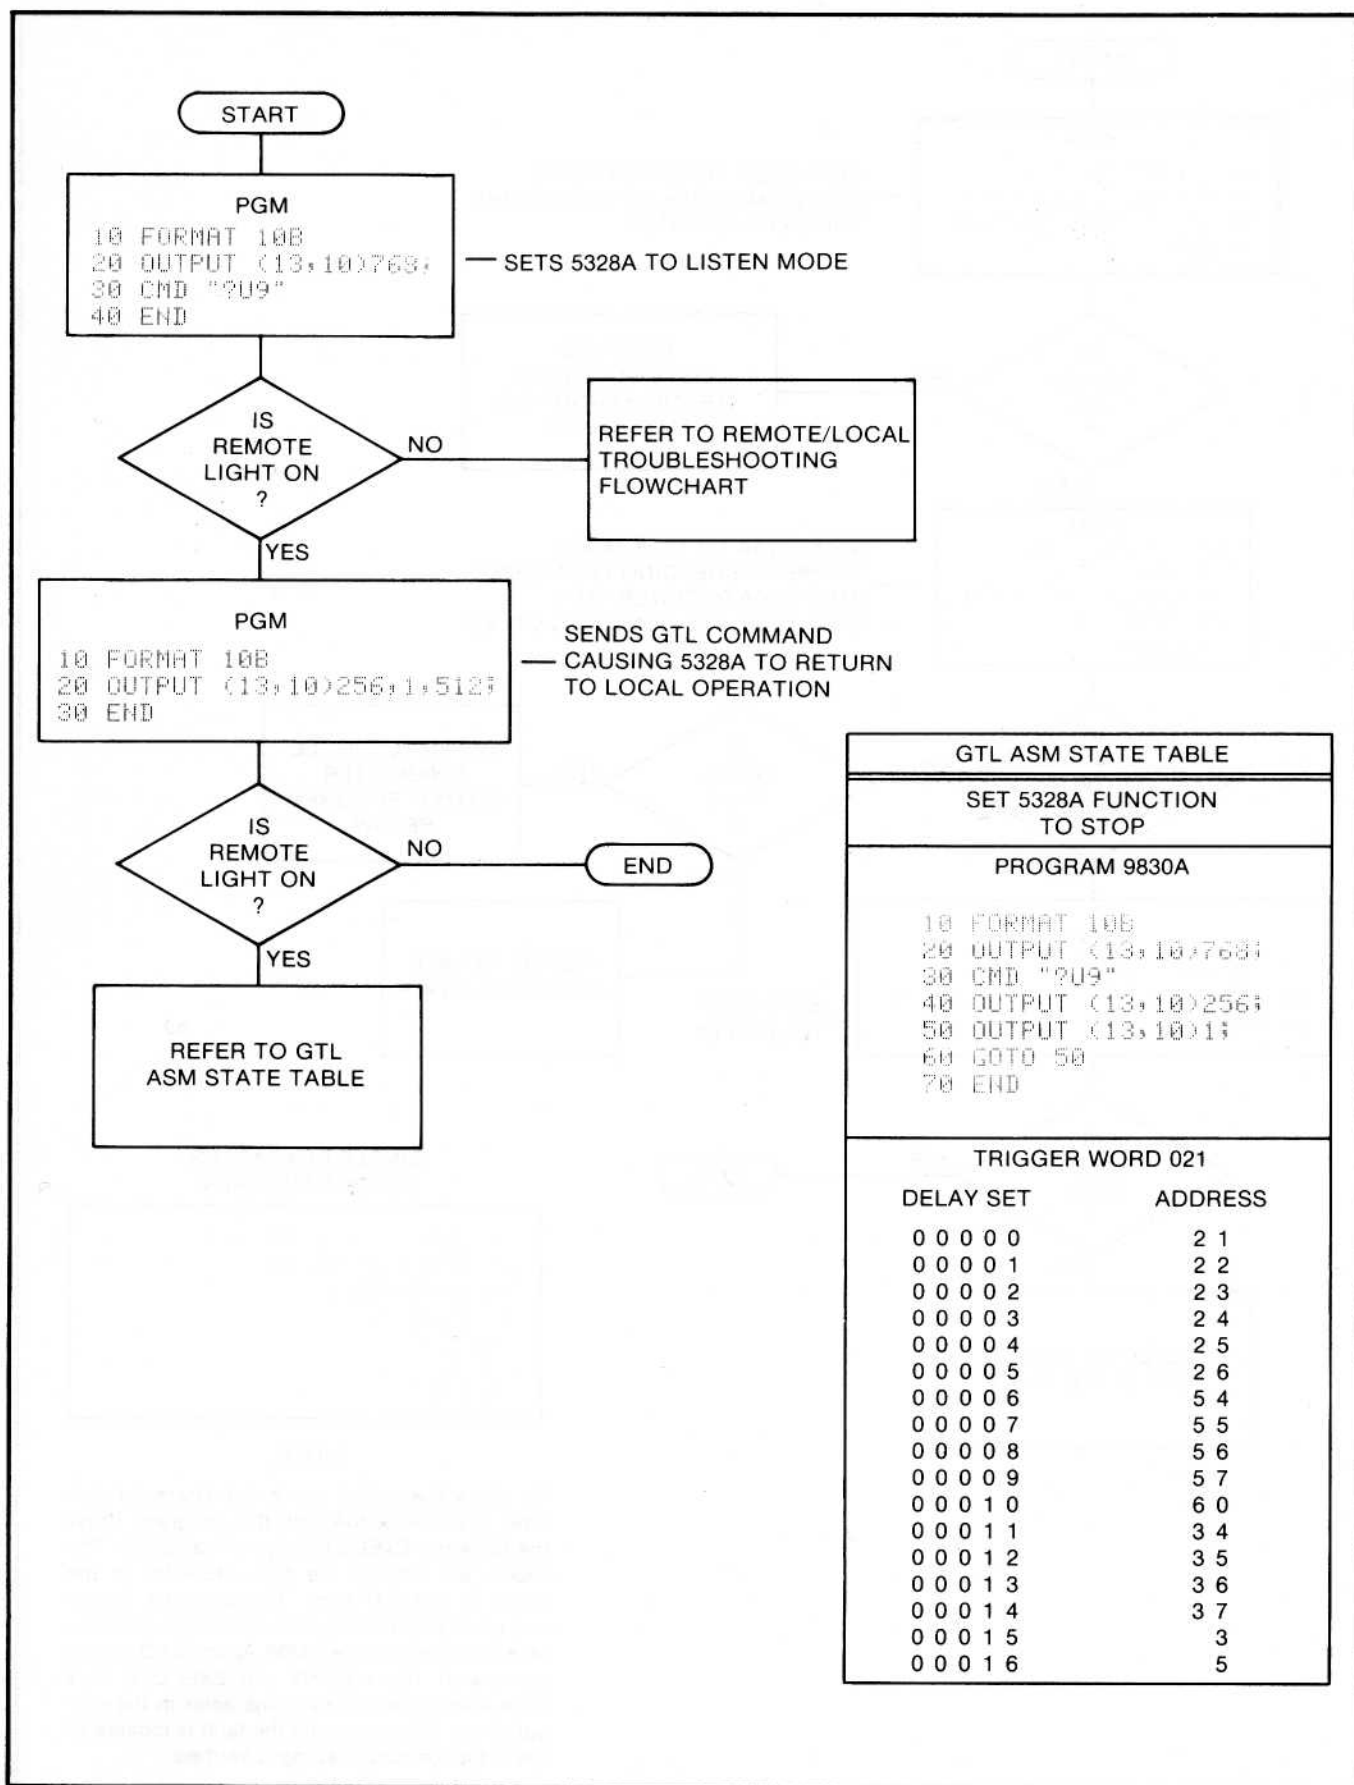 START
PGM
10 FORMAT 10B
20 OUTPUT (13,10)768;
30 CMD "?U9"
40 END
SETS 5328A TO LISTEN MODE
IS
REMOTE
LIGHT ON
?
NO
REFER TO REMOTE/LOCAL
TROUBLESHOOTING
FLOWCHART
YES
PGM
10 FORMAT 10B
20 OUTPUT (13,10)256,1,512;
30 END
SENDS GTL COMMAND
CAUSING 5328A TO RETURN
TO LOCAL OPERATION
IS
REMOTE
LIGHT ON
?
NO
END
YES
REFER TO GTL
ASM STATE TABLE
GTL ASM STATE TABLE
SET 5328A FUNCTION
TO STOP
PROGRAM 9830A
10 FORMAT 10B
20 OUTPUT (13,10)768;
30 CMD "?U9"
40 OUTPUT (13,10)256;
50 OUTPUT (13,10)1;
60 GOTO 50
70 END
TRIGGER WORD 021
DELAY SET ADDRESS
0 0 0 0 0 2 1
0 0 0 0 1 2 2
0 0 0 0 2 2 3
0 0 0 0 3 2 4
0 0 0 0 4 2 5
0 0 0 0 5 2 6
0 0 0 0 6 5 4
0 0 0 0 7 5 5
0 0 0 0 8 5 6
0 0 0 0 9 5 7
0 0 0 1 0 6 0
0 0 0 1 1 3 4
0 0 0 1 2 3 5
0 0 0 1 3 3 6
0 0 0 1 4 3 7
0 0 0 1 5 3
0 0 0 1 6 5